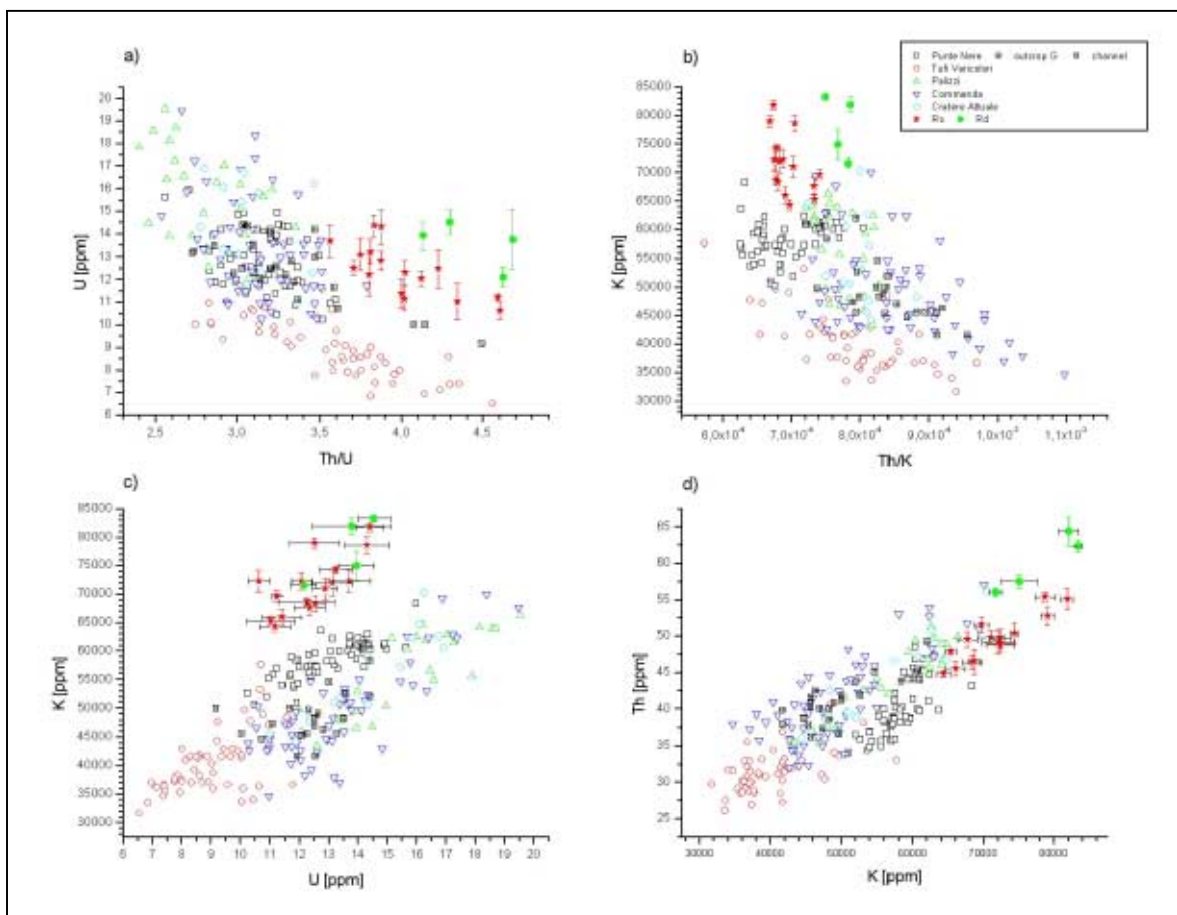 a)
U [ppm]
20
19
18
17
16
15
14
13
12
11
10
9
8
7
6
2,5 3,0 3,5 4,0 4,5
Th/U
b)
Punte Nere outcrop G channel
Tufi Varicolori
Palizzi
Commenda
Cratere Attuale
Rs Rd
K [ppm]
85000
80000
75000
70000
65000
60000
55000
50000
45000
40000
35000
30000
6,0x10⁻⁴ 7,0x10⁻⁴ 8,0x10⁻⁴ 9,0x10⁻⁴ 1,0x10⁻³ 1,1x10⁻³
Th/K
c)
K [ppm]
85000
80000
75000
70000
65000
60000
55000
50000
45000
40000
35000
30000
6 7 8 9 10 11 12 13 14 15 16 17 18 19 20
U [ppm]
d)
Th [ppm]
65
60
55
50
45
40
35
30
25
30000 40000 50000 60000 70000 80000
K [ppm]